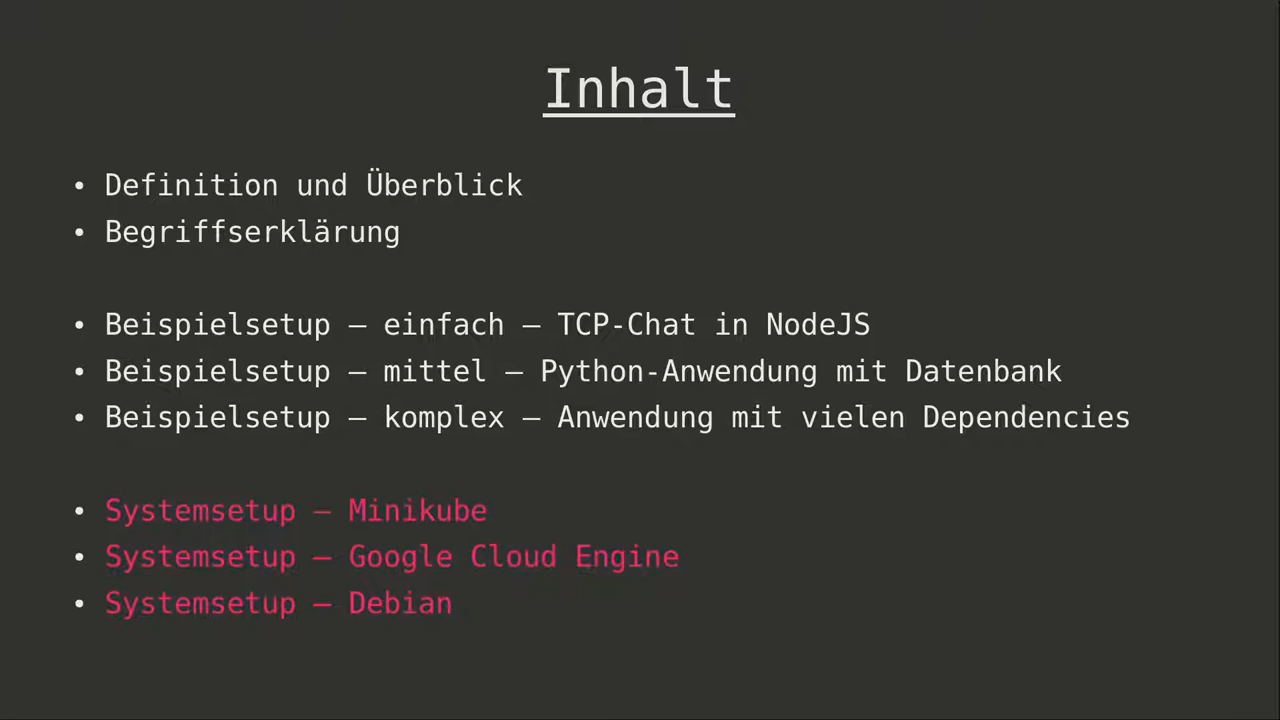 Inhalt
• Definition und Überblick
• Begriffserklärung
• Beispielsetup – einfach – TCP-Chat in NodeJS
• Beispielsetup – mittel – Python-Anwendung mit Datenbank
• Beispielsetup – komplex – Anwendung mit vielen Dependencies
• Systemsetup – Minikube
• Systemsetup – Google Cloud Engine
• Systemsetup – Debian